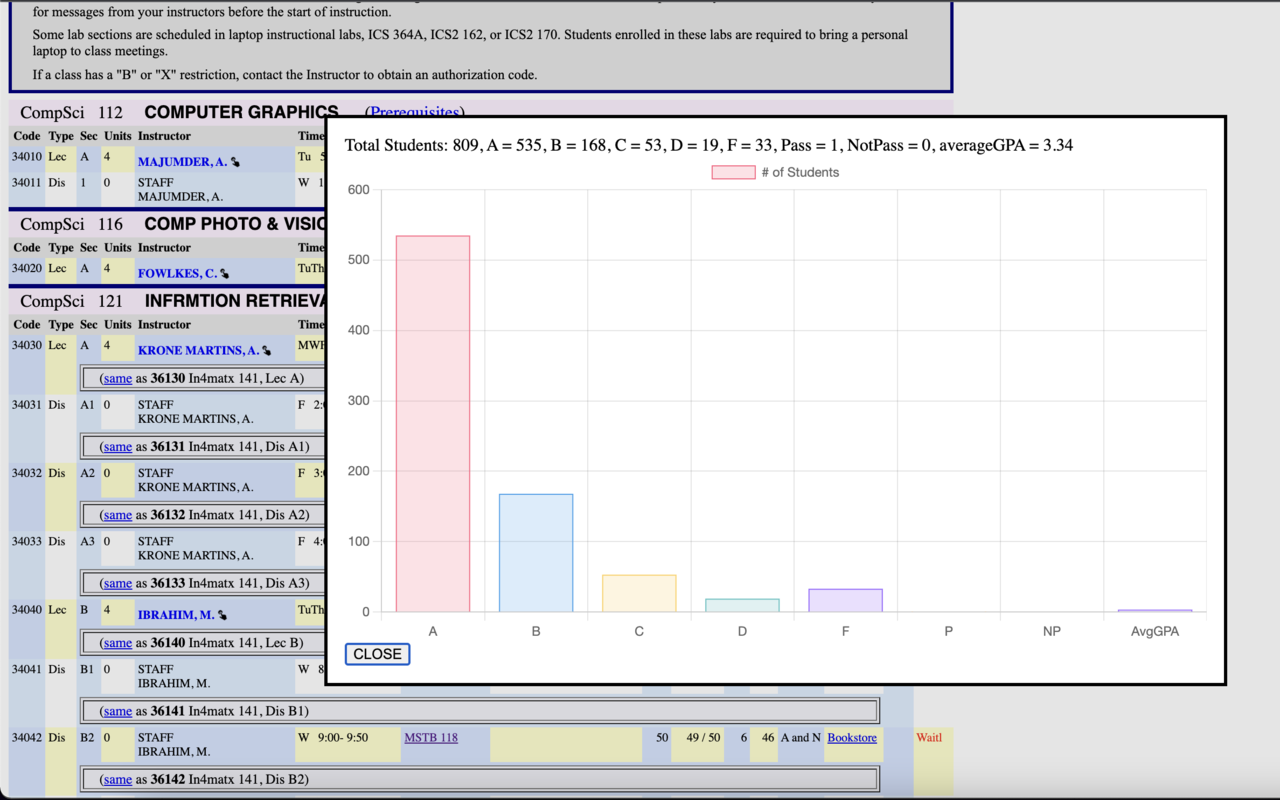 for messages from your instructors before the start of instruction.
Some lab sections are scheduled in laptop instructional labs, ICS 364A, ICS2 162, or ICS2 170. Students enrolled in these labs are required to bring a personal
laptop to class meetings.
If a class has a "B" or "X" restriction, contact the Instructor to obtain an authorization code.
CompSci 112 COMPUTER GRAPHICS (Prerequisites)
Code Type Sec Units Instructor Time
34010 Lec A 4 MAJUMDER, A. Tu
34011 Dis 1 0 STAFF W
MAJUMDER, A.
CompSci 116 COMP PHOTO & VISIO
Code Type Sec Units Instructor Time
34020 Lec A 4 FOWLKES, C. TuTh
CompSci 121 INFRMTION RETRIEVA
Code Type Sec Units Instructor Time
34030 Lec A 4 KRONE MARTINS, A. MWF
(same as 36130 In4matx 141, Lec A)
34031 Dis A1 0 STAFF F 2:
KRONE MARTINS, A.
(same as 36131 In4matx 141, Dis A1)
34032 Dis A2 0 STAFF F 3:
KRONE MARTINS, A.
(same as 36132 In4matx 141, Dis A2)
34033 Dis A3 0 STAFF F 4:
KRONE MARTINS, A.
(same as 36133 In4matx 141, Dis A3)
34040 Lec B 4 IBRAHIM, M. TuTh
(same as 36140 In4matx 141, Lec B)
34041 Dis B1 0 STAFF W 8
IBRAHIM, M.
(same as 36141 In4matx 141, Dis B1)
34042 Dis B2 0 STAFF W 9:00- 9:50 MSTB 118 50 49 / 50 6 46 A and N Bookstore Waitl
IBRAHIM, M.
(same as 36142 In4matx 141, Dis B2)
Total Students: 809, A = 535, B = 168, C = 53, D = 19, F = 33, Pass = 1, NotPass = 0, averageGPA = 3.34
# of Students
600
500
400
300
200
100
0
A B C D F P NP AvgGPA
CLOSE